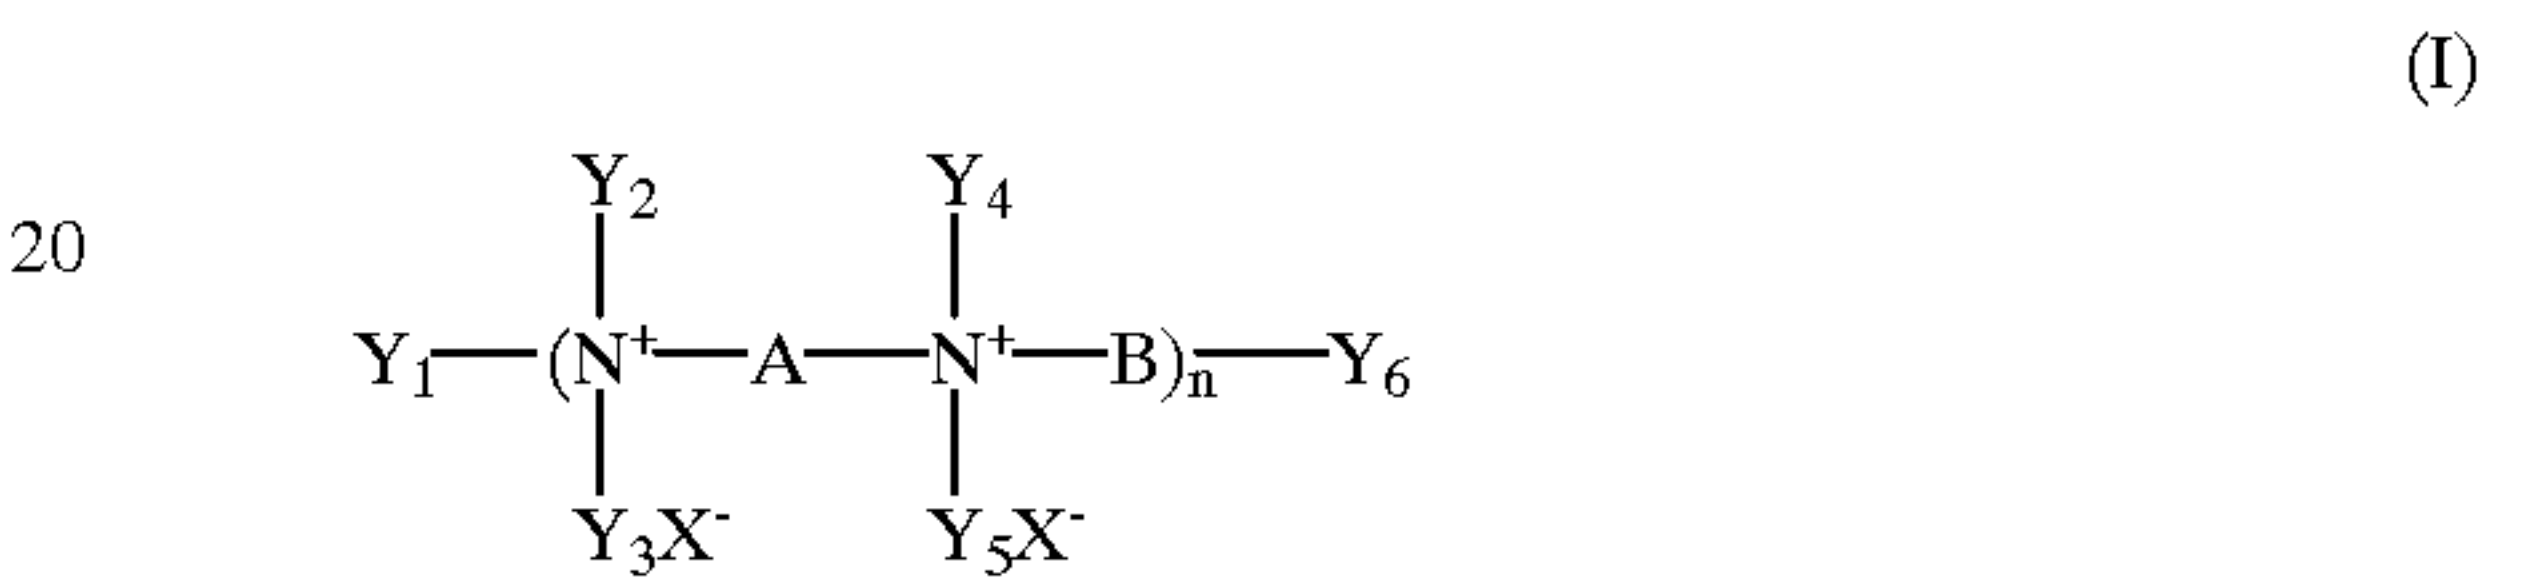 (I)
Y2 Y4
20
Y1—(N+—A—N+—B)n—Y6
Y3X- Y5X-